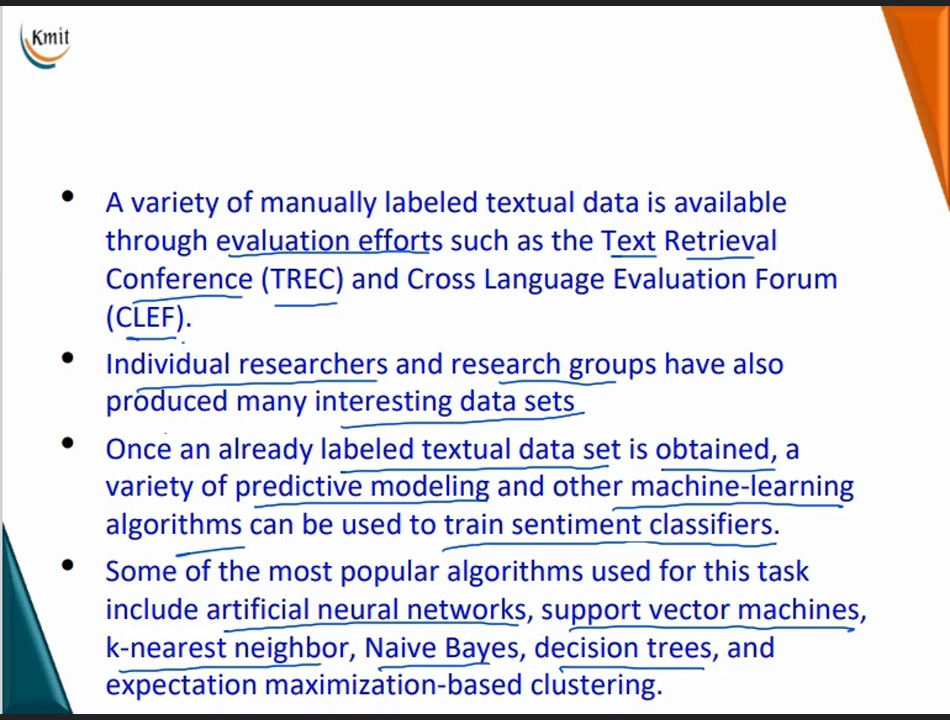 Kmit
• A variety of manually labeled textual data is available
through evaluation efforts such as the Text Retrieval
Conference (TREC) and Cross Language Evaluation Forum
(CLEF).
• Individual researchers and research groups have also
produced many interesting data sets
• Once an already labeled textual data set is obtained, a
variety of predictive modeling and other machine-learning
algorithms can be used to train sentiment classifiers.
• Some of the most popular algorithms used for this task
include artificial neural networks, support vector machines,
k-nearest neighbor, Naive Bayes, decision trees, and
expectation maximization-based clustering.